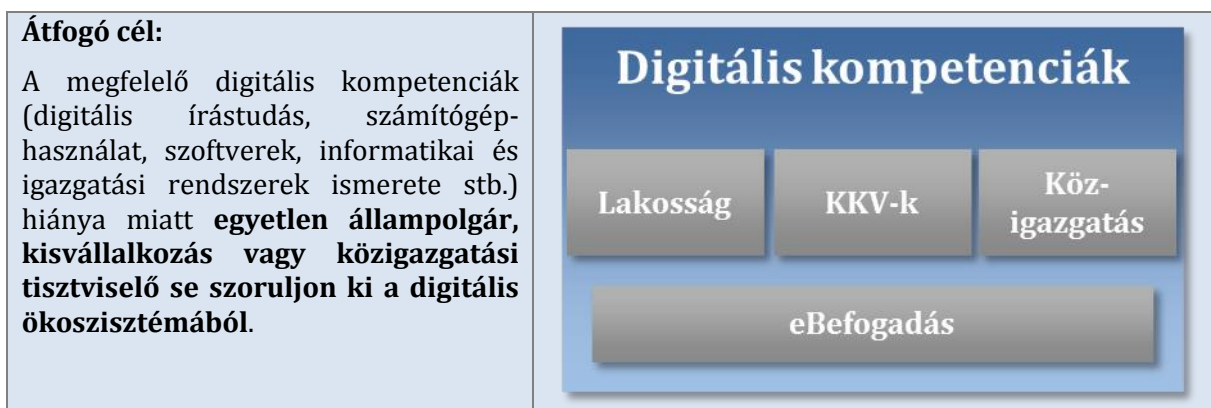 Átfogó cél:
A megfelelő digitális kompetenciák
(digitális írástudás, számítógép-
használat, szoftverek, informatikai és
igazgatási rendszerek ismerete stb.)
hiánya miatt egyetlen állampolgár,
kisvállalkozás vagy közigazgatási
tisztviselő se szoruljon ki a digitális
ökoszisztémából.
Digitális kompetenciák
Lakosság
KKV-k
Köz-
igazgatás
eBefogadás